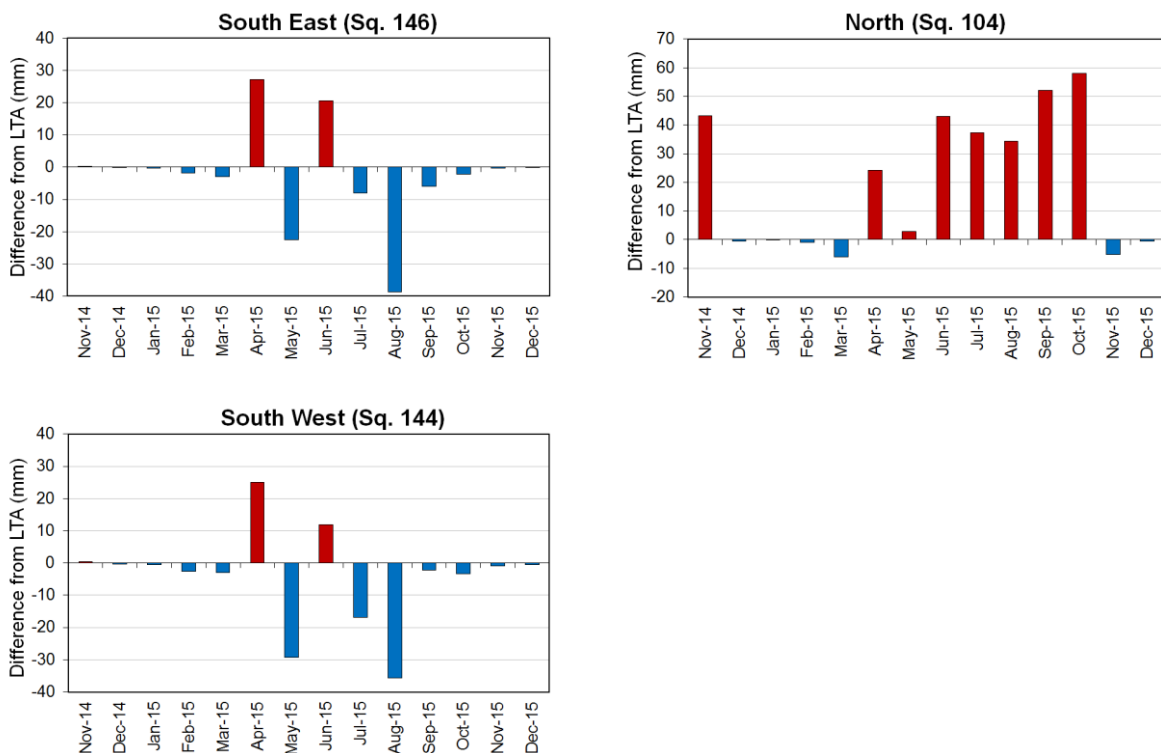 South East (Sq. 146)
Difference from LTA (mm)
40
30
20
10
0
-10
-20
-30
-40
Nov-14
Dec-14
Jan-15
Feb-15
Mar-15
Apr-15
May-15
Jun-15
Jul-15
Aug-15
Sep-15
Oct-15
Nov-15
Dec-15
North (Sq. 104)
Difference from LTA (mm)
70
60
50
40
30
20
10
0
-10
-20
Nov-14
Dec-14
Jan-15
Feb-15
Mar-15
Apr-15
May-15
Jun-15
Jul-15
Aug-15
Sep-15
Oct-15
Nov-15
Dec-15
South West (Sq. 144)
Difference from LTA (mm)
40
30
20
10
0
-10
-20
-30
-40
Nov-14
Dec-14
Jan-15
Feb-15
Mar-15
Apr-15
May-15
Jun-15
Jul-15
Aug-15
Sep-15
Oct-15
Nov-15
Dec-15